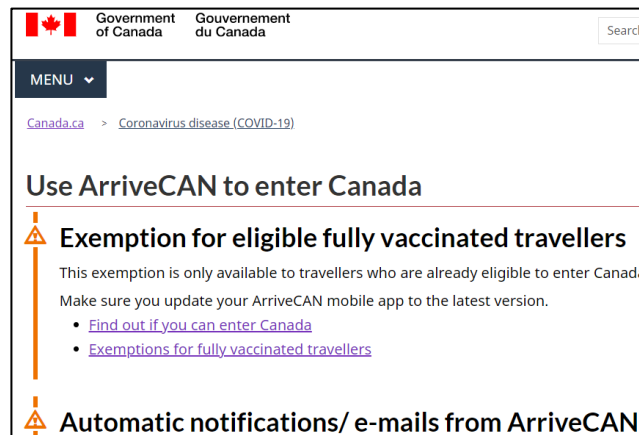 Government of Canada
Gouvernement du Canada
Search
MENU
Canada.ca > Coronavirus disease (COVID-19)
Use ArriveCAN to enter Canada
Exemption for eligible fully vaccinated travellers
This exemption is only available to travellers who are already eligible to enter Canada
Make sure you update your ArriveCAN mobile app to the latest version.
Find out if you can enter Canada
Exemptions for fully vaccinated travellers
Automatic notifications/ e-mails from ArriveCAN